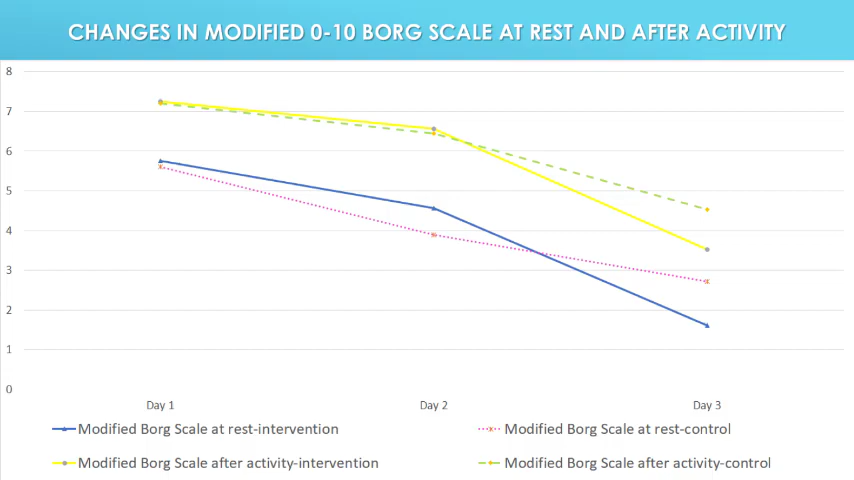 CHANGES IN MODIFIED 0-10 BORG SCALE AT REST AND AFTER ACTIVITY
8
7
6
5
4
3
2
1
0
Day 1 Day 2 Day 3
Modified Borg Scale at rest-intervention Modified Borg Scale at rest-control
Modified Borg Scale after activity-intervention Modified Borg Scale after activity-control